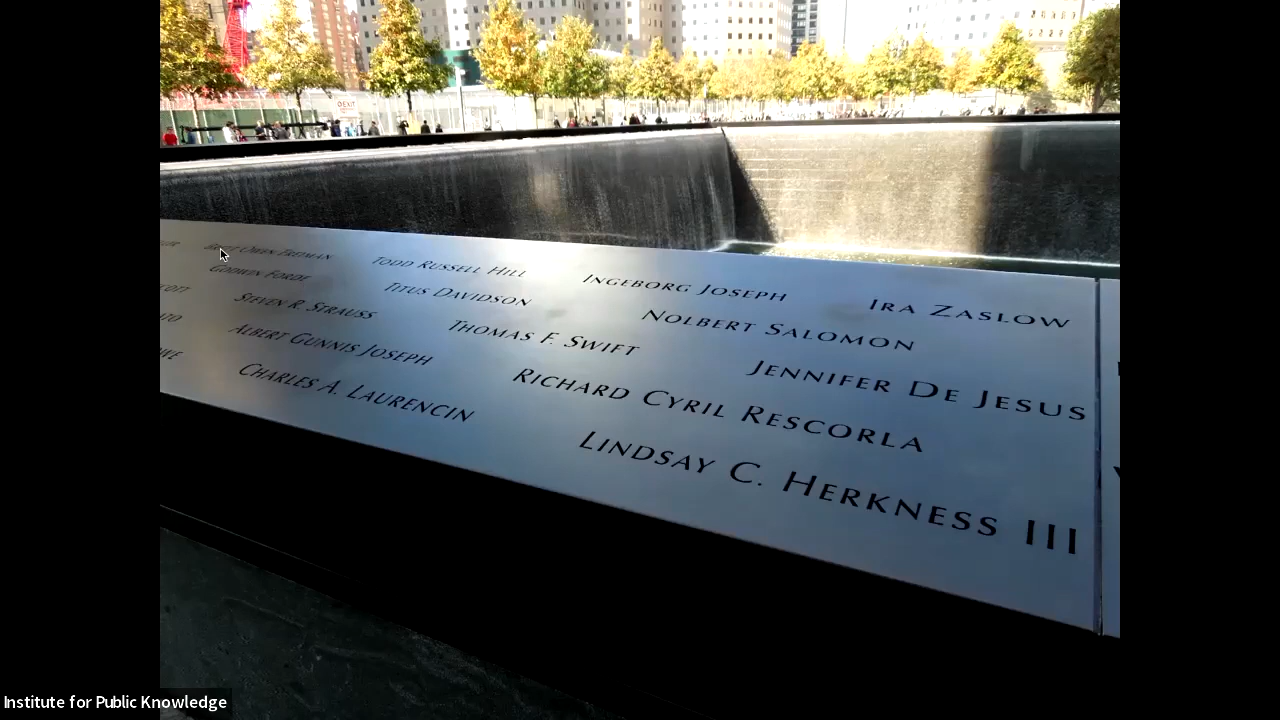 EXIT
TODD RUSSELL HILL
INGEBORG JOSEPH
IRA ZASLOW
GODWIN FORDE
TITUS DAVIDSON
NOLBERT SALOMON
STEVEN R. STRAUSS
THOMAS F. SWIFT
JENNIFER DE JESUS
ALBERT GUNNIS JOSEPH
RICHARD CYRIL RESCORLA
CHARLES A. LAURENCIN
LINDSAY C. HERKNESS III
Institute for Public Knowledge